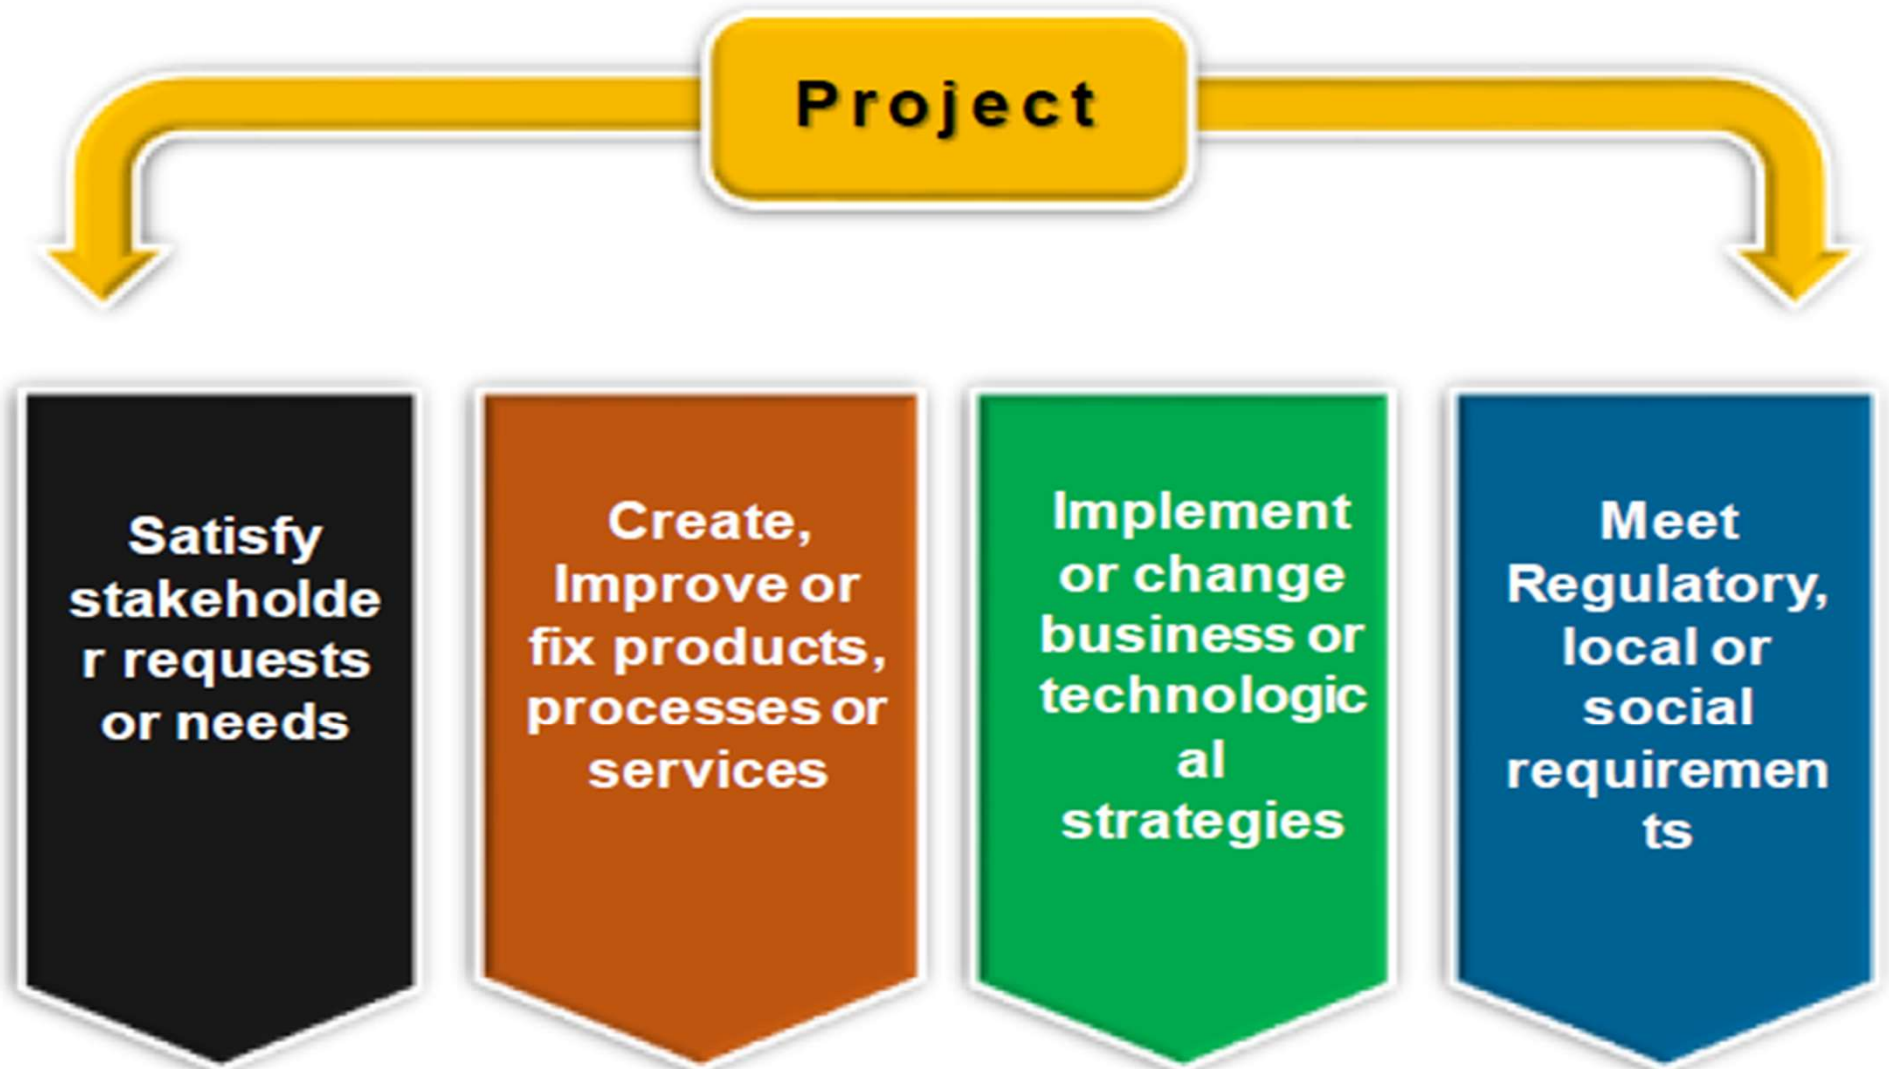 Project
Satisfy
stakeholde
r requests
or needs
Create,
Improve or
fix products,
processes or
services
Implement
or change
business or
technologic
al
strategies
Meet
Regulatory,
local or
social
requiremen
ts